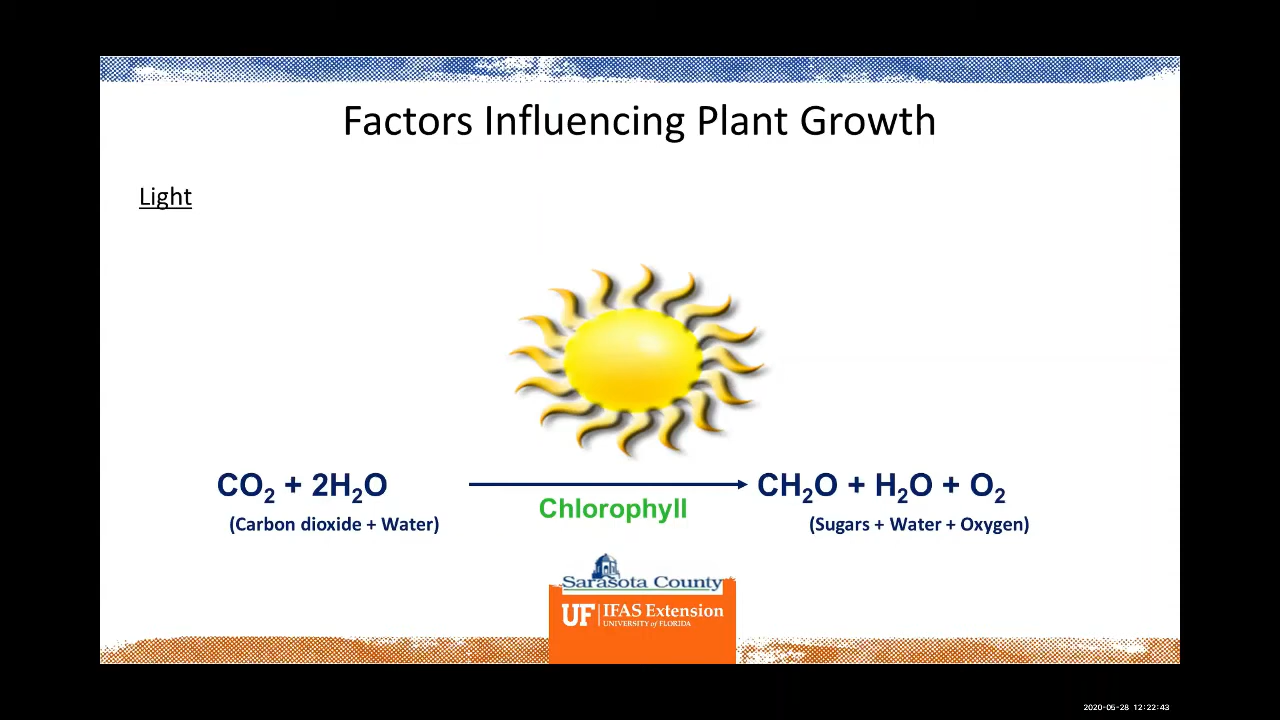 Factors Influencing Plant Growth
Light
CO₂ + 2H₂O
CH₂O + H₂O + O₂
Chlorophyll
(Carbon dioxide + Water)
(Sugars + Water + Oxygen)
Sarasota County
UF IFAS Extension
UNIVERSITY of FLORIDA
2020-05-28 12:22:43